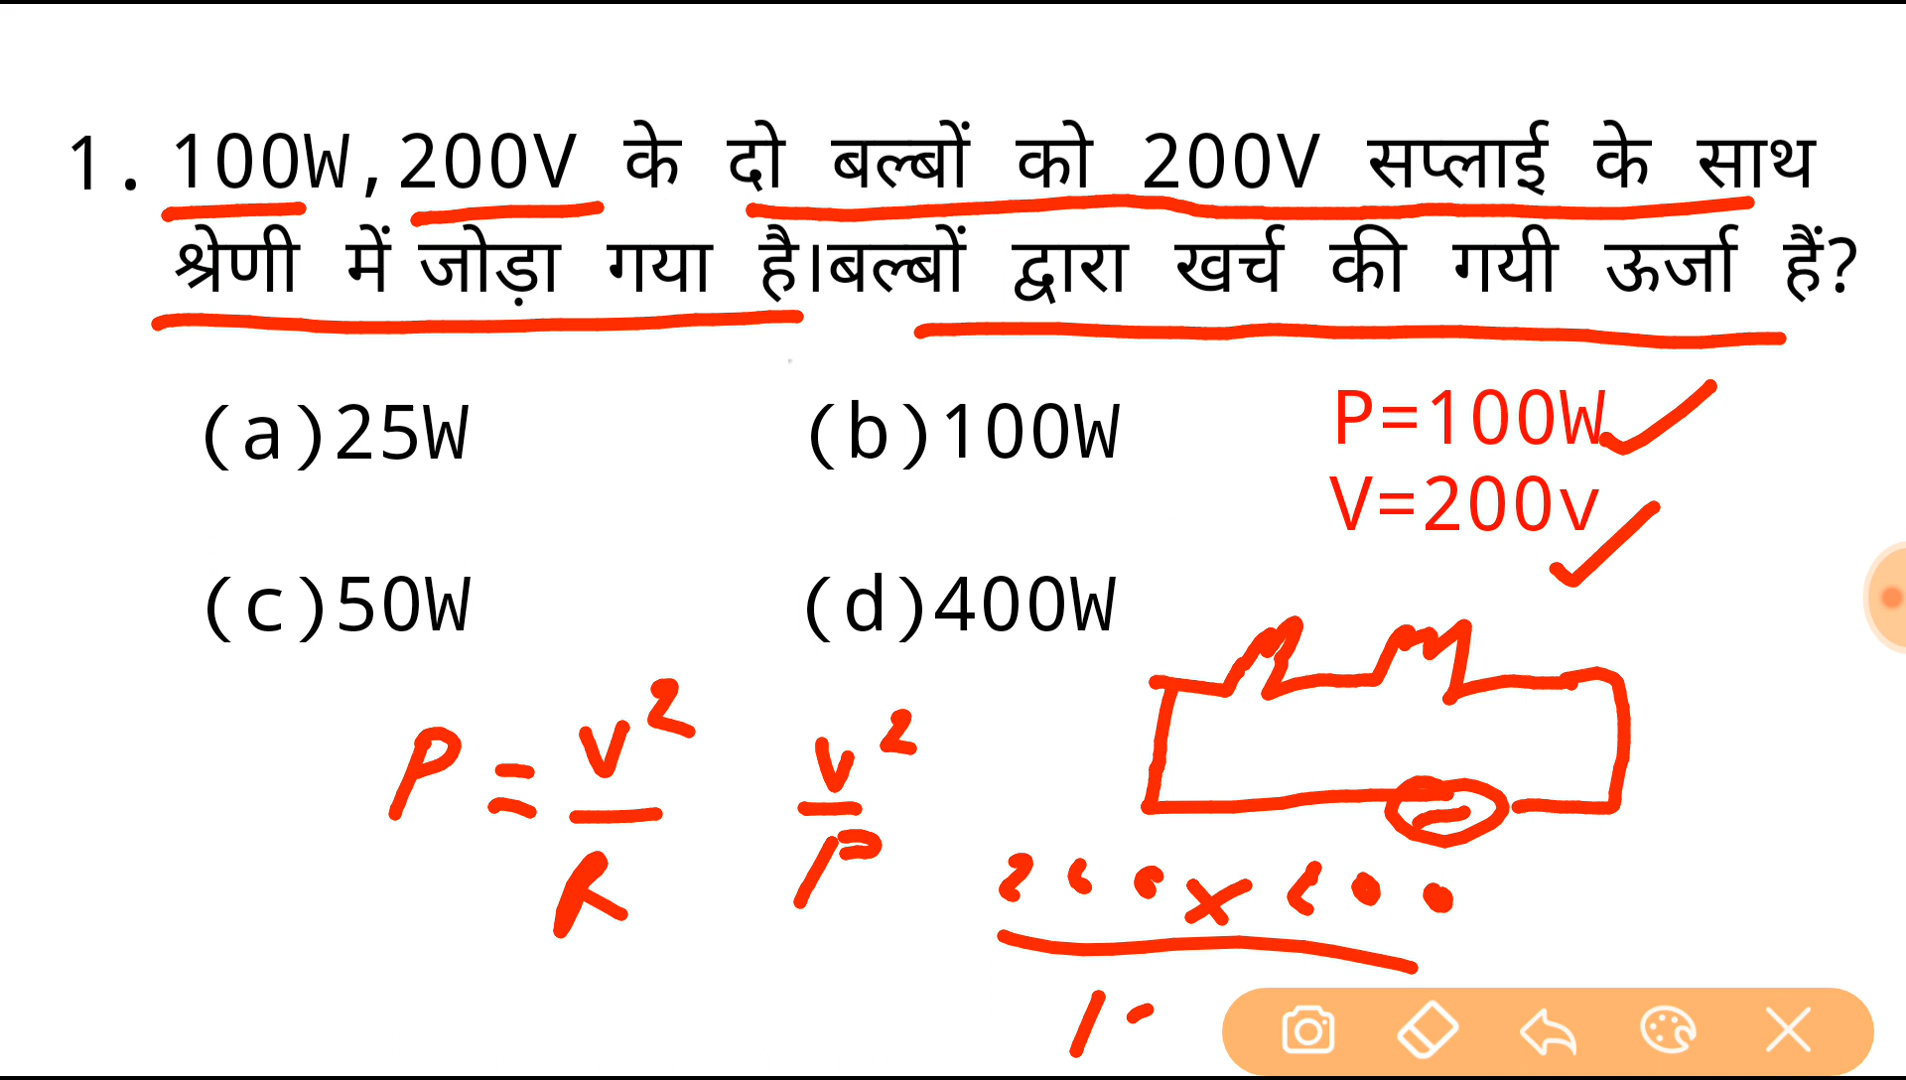 1. 100W,200V के दो बल्बों को 200V सप्लाई के साथ
श्रेणी में जोड़ा गया है।बल्बों द्वारा खर्च की गयी ऊर्जा हैं?
(a)25W (b)100W
P=100W
V=200v
(c)50W (d)400W
P = V²/R V²/P
200×200
10